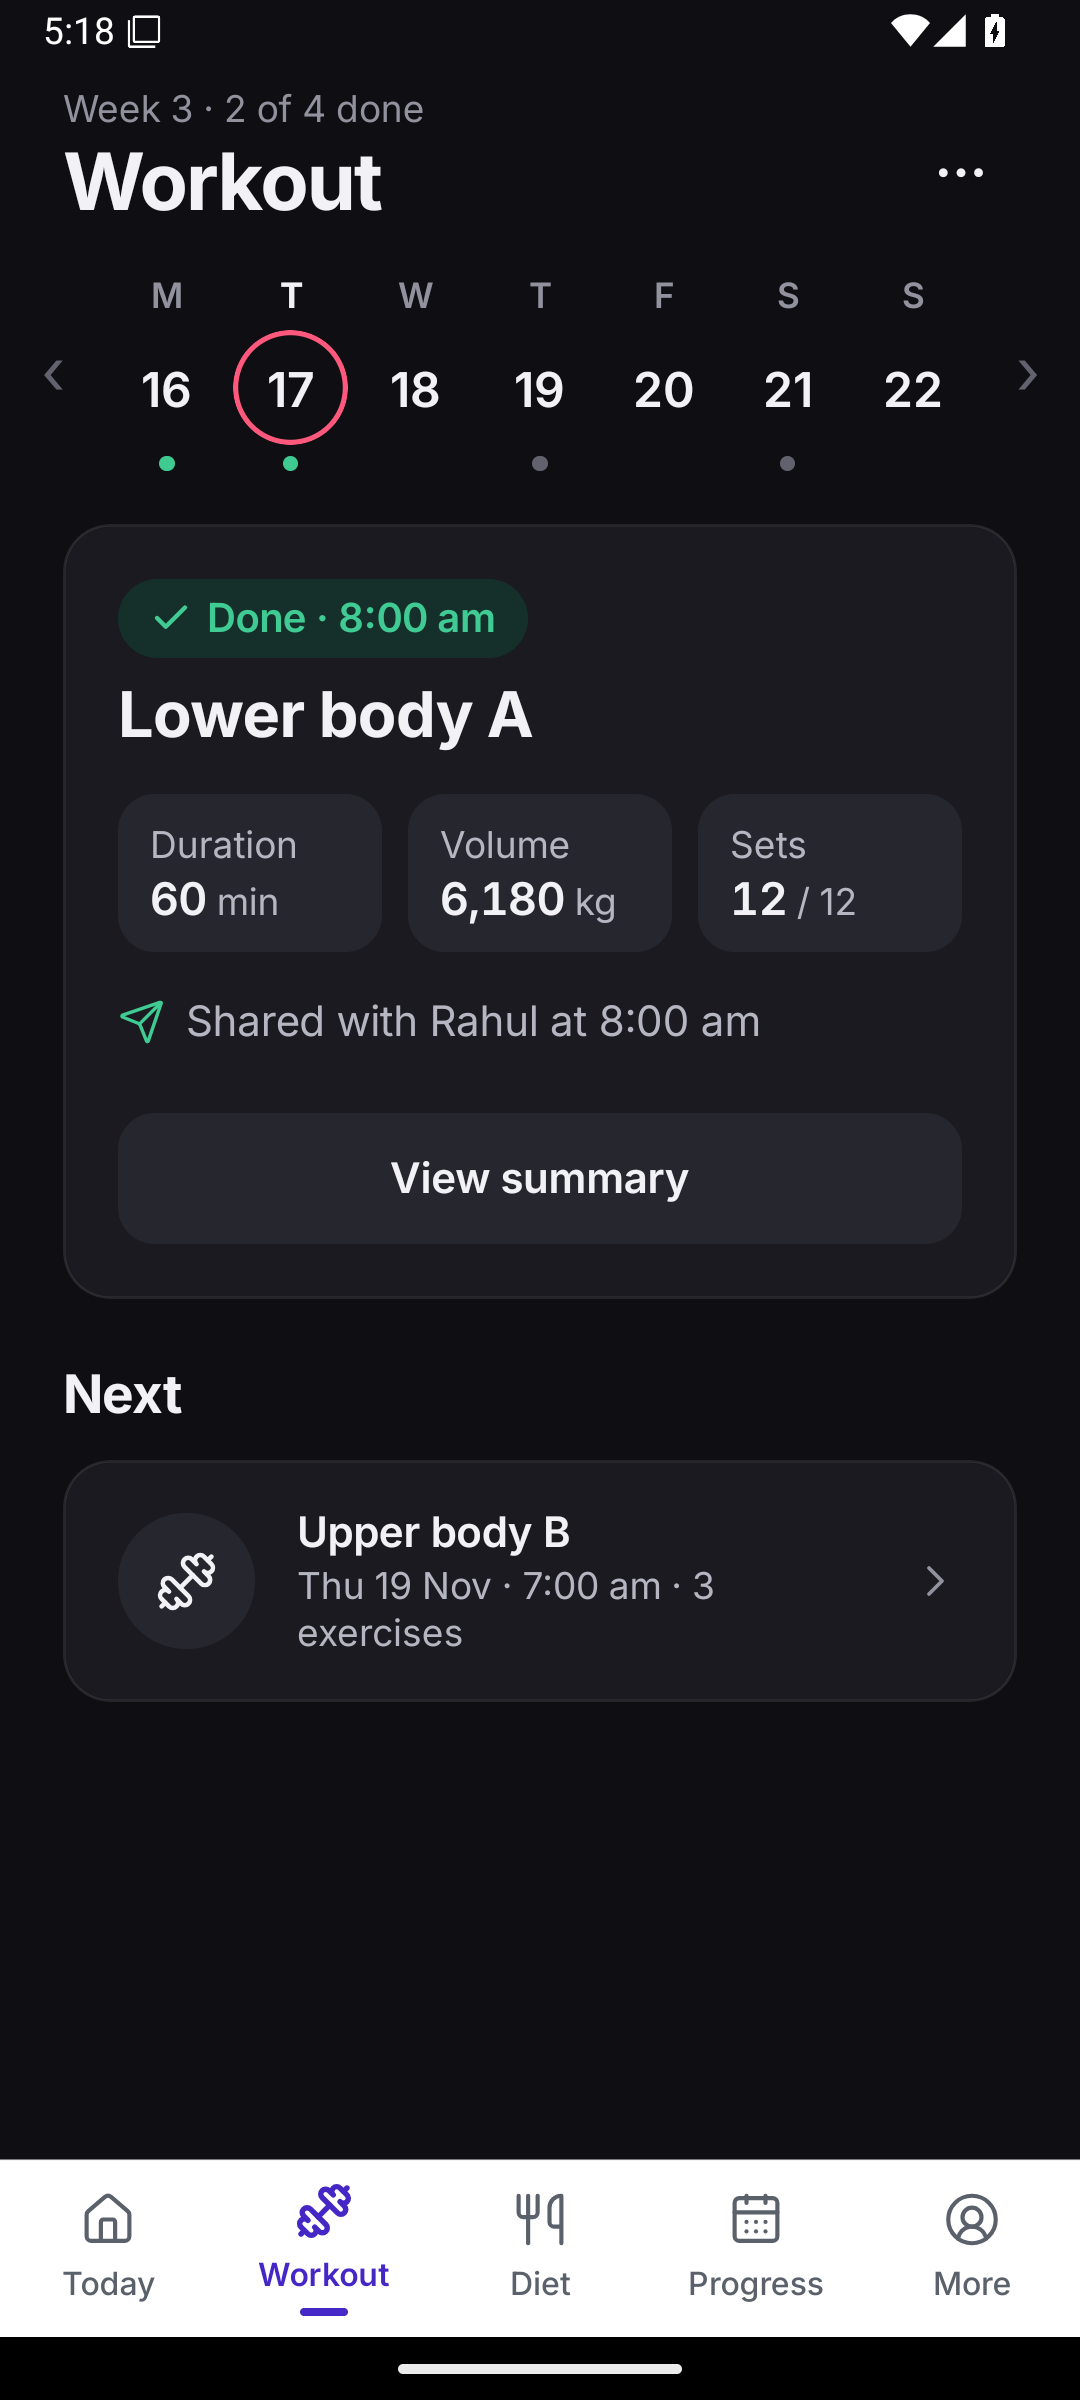 5:18
Week 3 · 2 of 4 done
Workout
M T W T F S S
16 17 18 19 20 21 22
Done · 8:00 am
Lower body A
Duration Volume Sets
60 min 6,180 kg 12 / 12
Shared with Rahul at 8:00 am
View summary
Next
Upper body B
Thu 19 Nov · 7:00 am · 3
exercises
Today Workout Diet Progress More